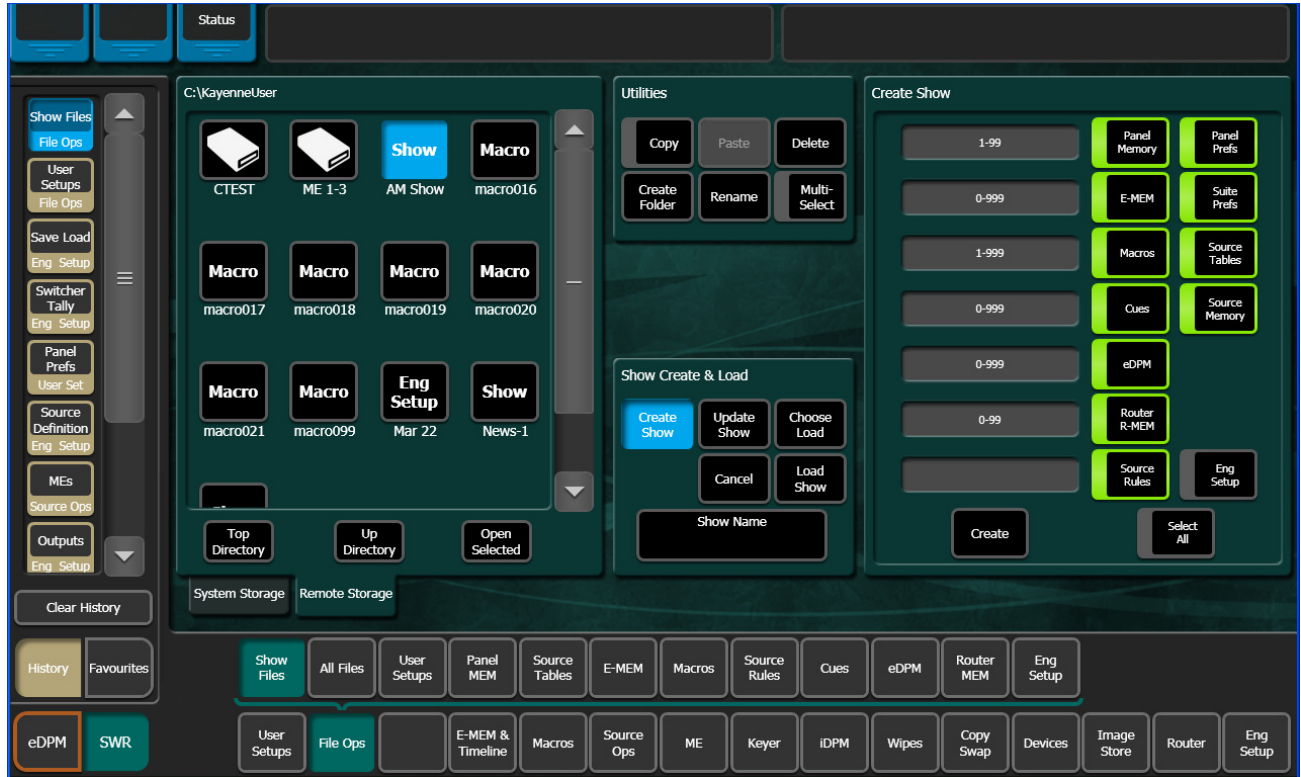 Status
Show Files
File Ops
User
Setups
File Ops
Save Load
Eng Setup
Switcher
Tally
Eng Setup
Panel
Prefs
User Set
Source
Definition
Eng Setup
MEs
Source Ops
Outputs
Eng Setup
Clear History
History
Favourites
eDPM
SWR
C:\KayenneUser
Show
Macro
CTEST
ME 1-3
AM Show
macro016
Macro
Macro
Macro
Macro
macro017
macro018
macro019
macro020
Macro
Macro
Eng
Setup
Show
macro021
macro099
Mar 22
News-1
Top
Directory
Up
Directory
Open
Selected
System Storage
Remote Storage
Utilities
Copy
Paste
Delete
Create
Folder
Rename
Multi-
Select
Show Create & Load
Create
Show
Update
Show
Choose
Load
Cancel
Load
Show
Show Name
Create Show
1-99
Panel
Memory
Panel
Prefs
0-999
E-MEM
Suite
Prefs
1-999
Macros
Source
Tables
0-999
Cues
Source
Memory
0-999
eDPM
0-99
Router
R-MEM
Source
Rules
Eng
Setup
Create
Select
All
Show
Files
All Files
User
Setups
Panel
MEM
Source
Tables
E-MEM
Macros
Source
Rules
Cues
eDPM
Router
MEM
Eng
Setup
User
Setups
File Ops
E-MEM &
Timeline
Macros
Source
Ops
ME
Keyer
iDPM
Wipes
Copy
Swap
Devices
Image
Store
Router
Eng
Setup